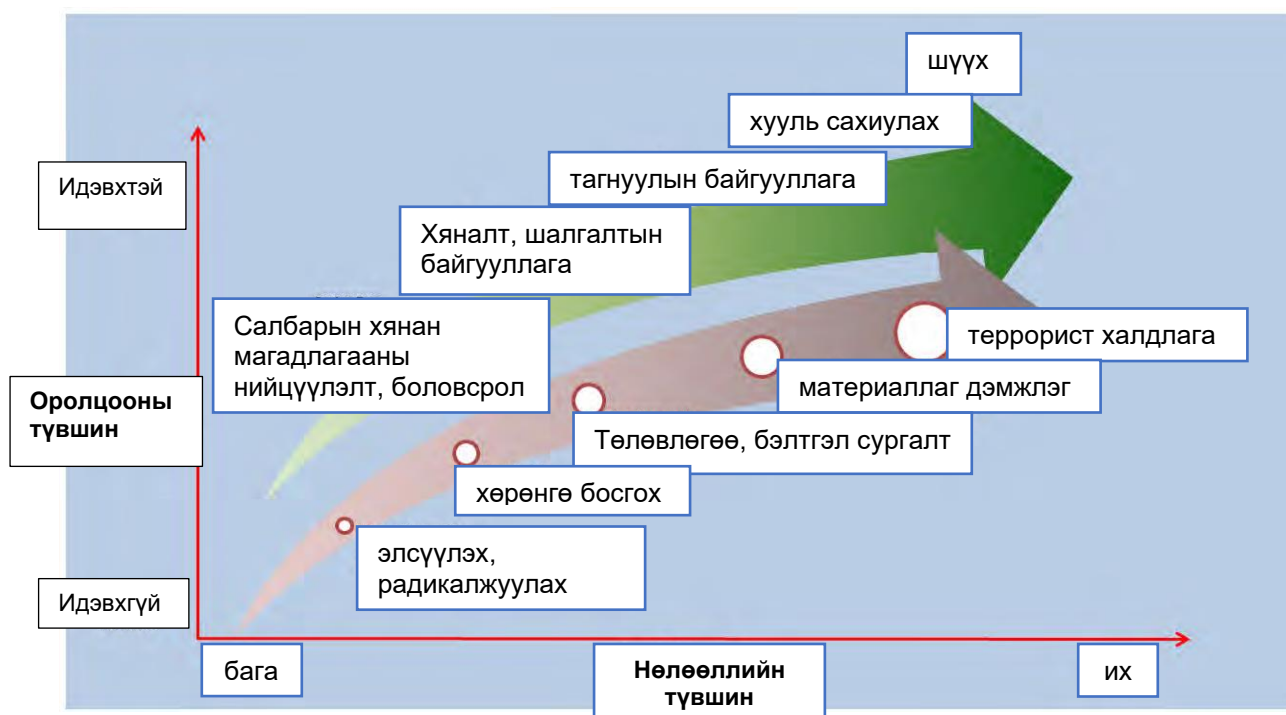 шүүх
хууль сахиулах
тагнуулын байгууллага
Идэвхтэй
Хяналт, шалгалтын
байгууллага
Салбарын хянан
магадлагааны
нийцүүлэлт, боловсрол
террорист халдлага
материаллаг дэмжлэг
Оролцооны
түвшин
Төлөвлөгөө, бэлтгэл сургалт
хөрөнгө босгох
элсүүлэх,
радикалжуулах
Идэвхгүй
бага
Нөлөөллийн
түвшин
их